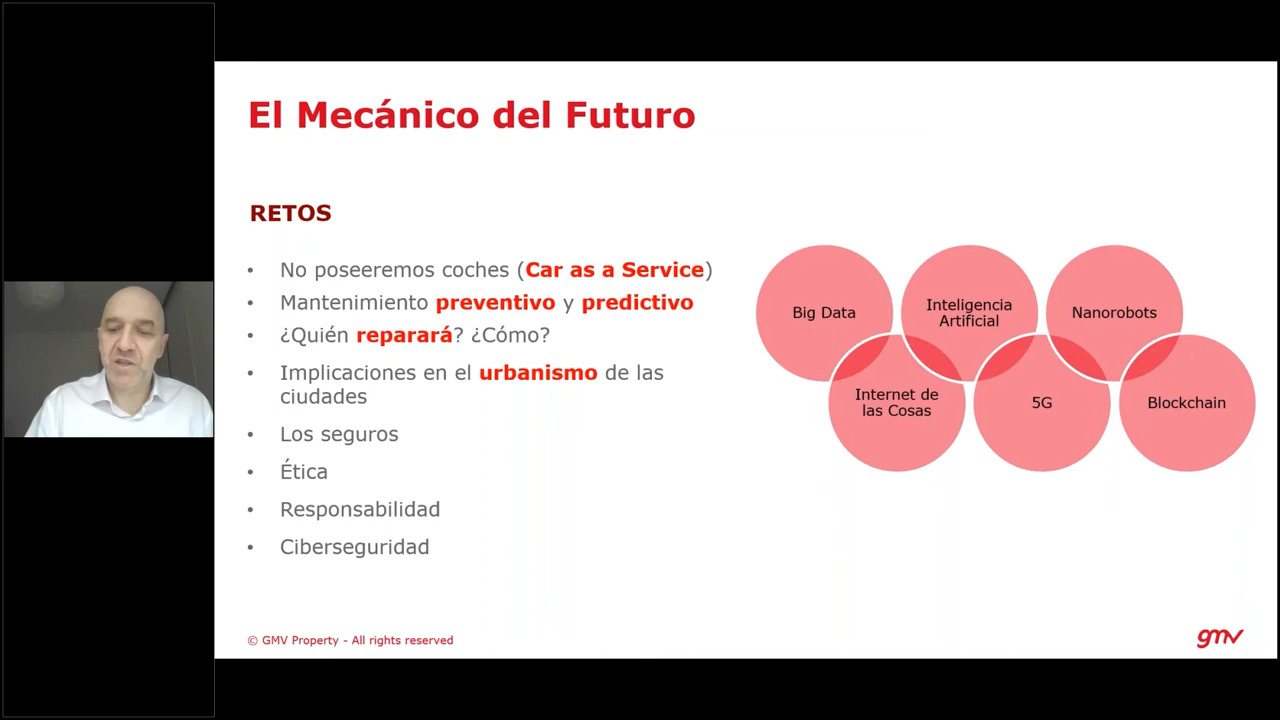 El Mecánico del Futuro
RETOS
• No poseeremos coches (Car as a Service)
• Mantenimiento preventivo y predictivo
• ¿Quién reparará? ¿Cómo?
• Implicaciones en el urbanismo de las
ciudades
• Los seguros
• Ética
• Responsabilidad
• Ciberseguridad
Big Data
Inteligencia
Artificial
Nanorobots
Internet de
las Cosas
5G
Blockchain
© GMV Property - All rights reserved
gmv